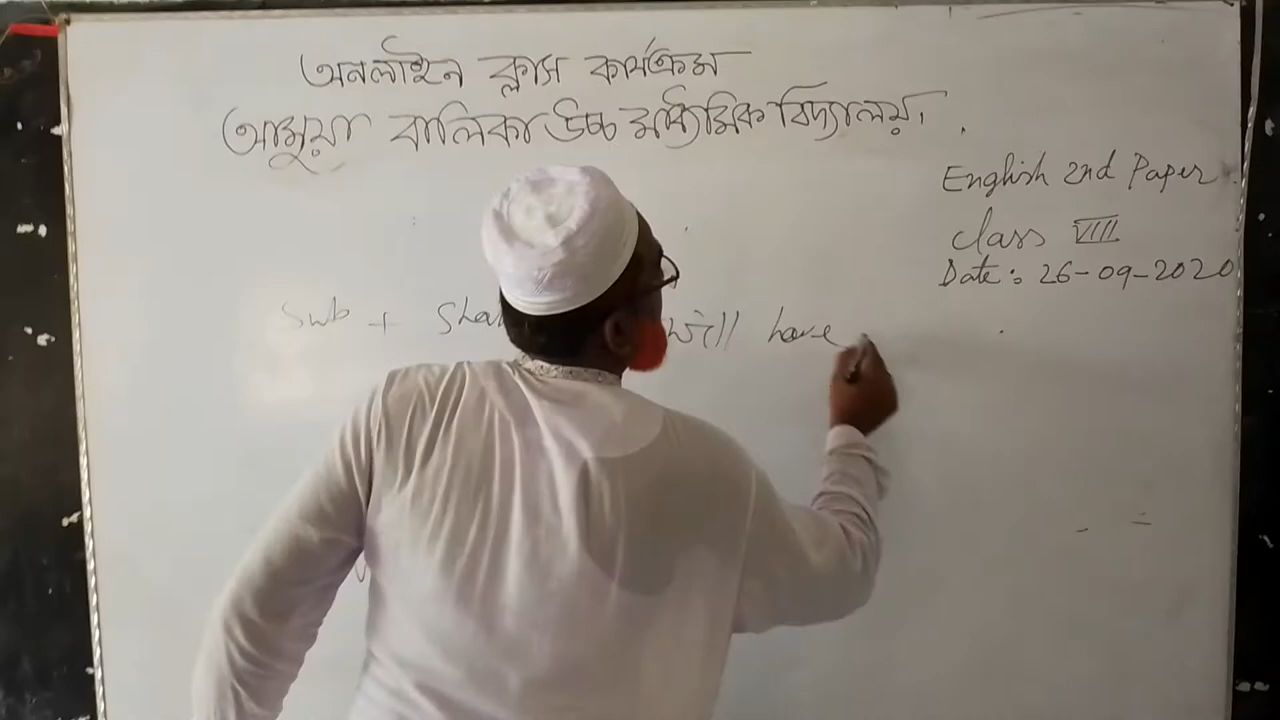 অনলাইন ক্লাস কার্যক্রম
আমুয়া বালিকা উচ্চ মাধ্যমিক বিদ্যালয়।
English 2nd Paper
Class VIII
Date: 26-09-2020
Sub + will have